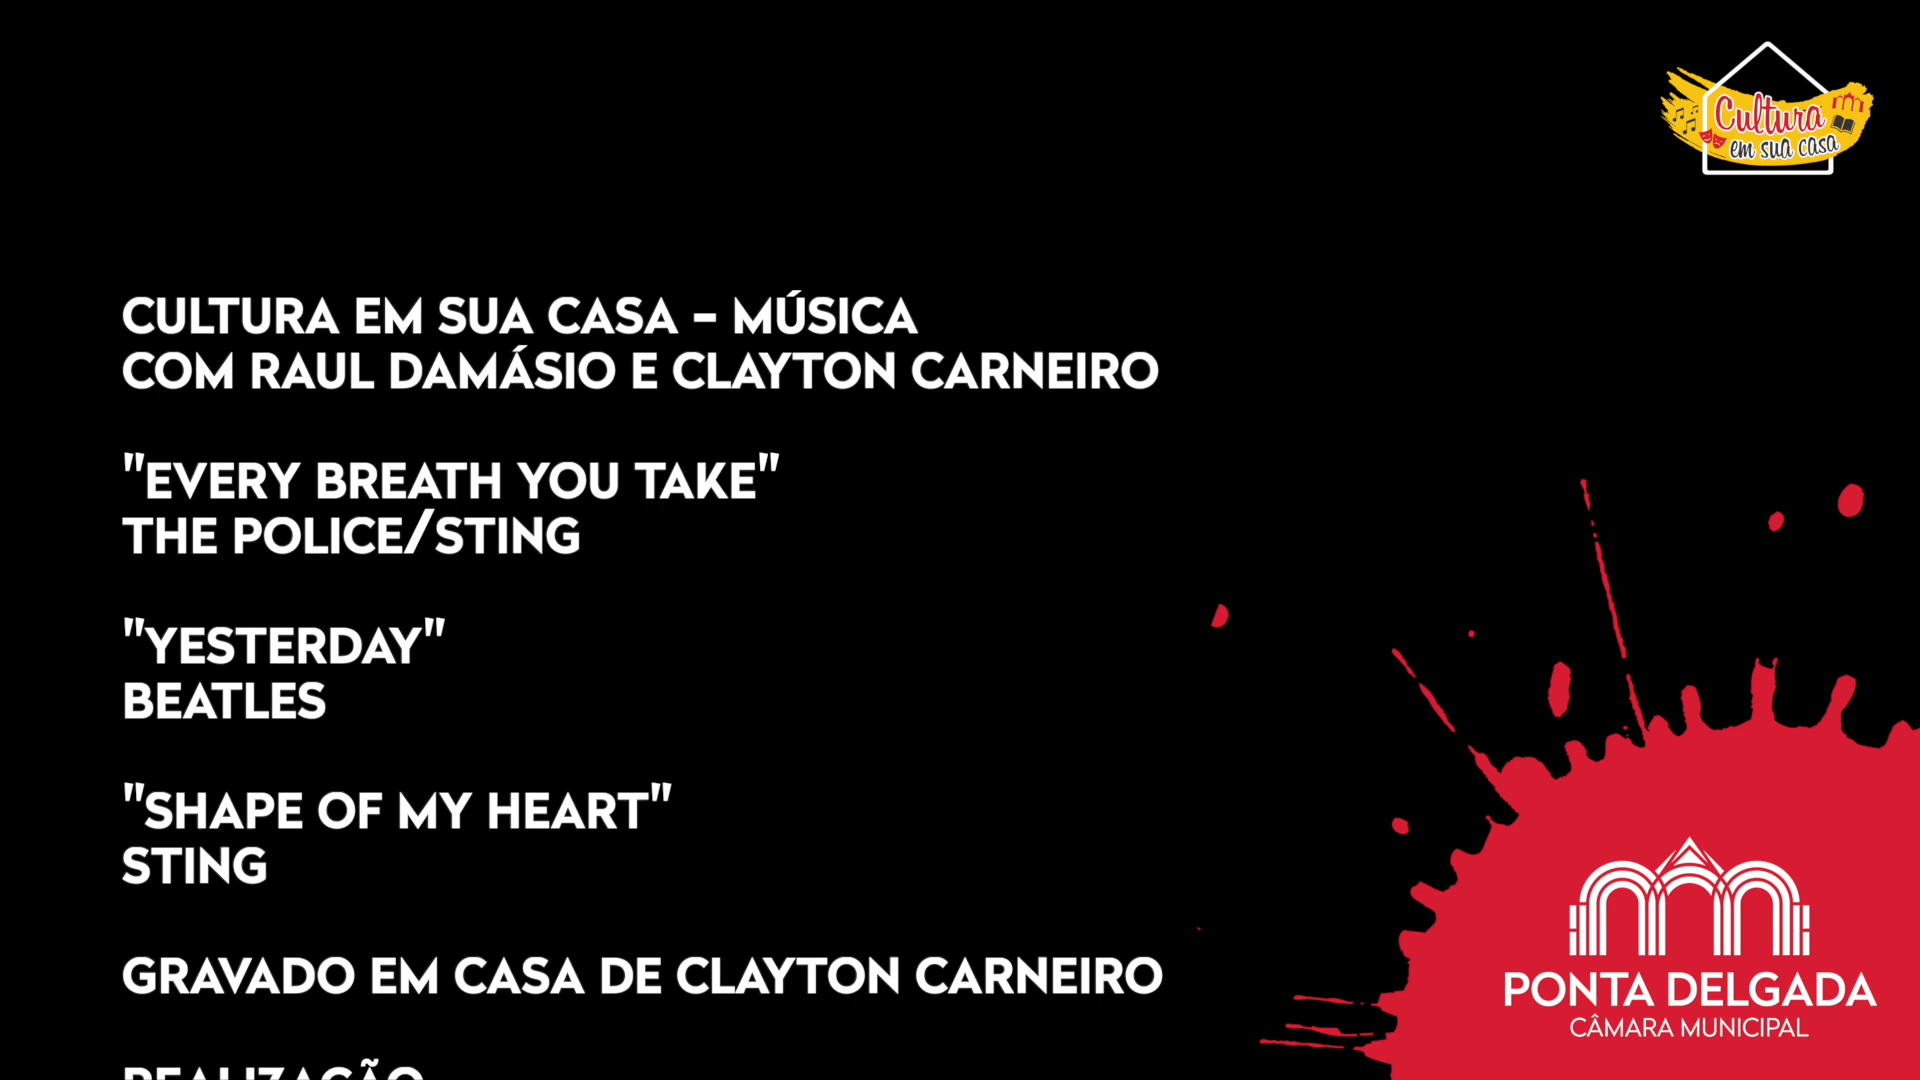 Cultura
em sua casa
CULTURA EM SUA CASA - MÚSICA
COM RAUL DAMÁSIO E CLAYTON CARNEIRO
"EVERY BREATH YOU TAKE"
THE POLICE/STING
"YESTERDAY"
BEATLES
"SHAPE OF MY HEART"
STING
GRAVADO EM CASA DE CLAYTON CARNEIRO
REALIZAÇÃO
PONTA DELGADA
CÂMARA MUNICIPAL